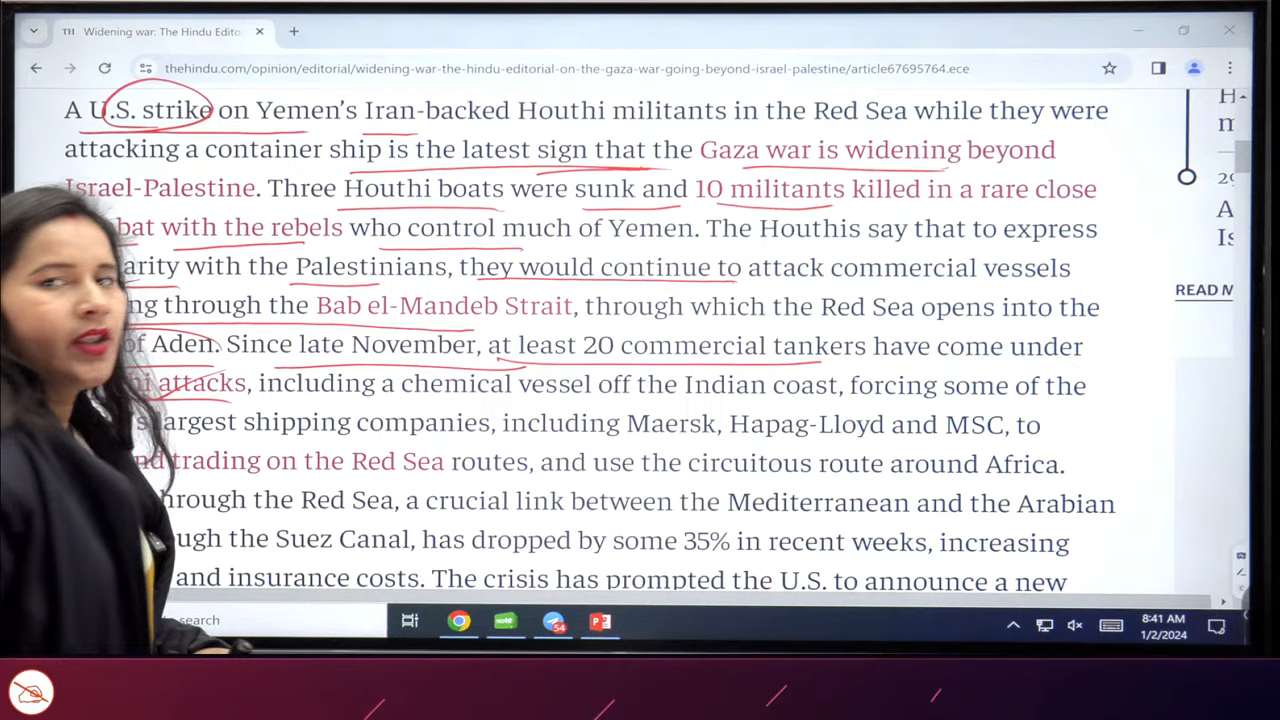 Widening war: The Hindu Edito
thehindu.com/opinion/editorial/widening-war-the-hindu-editorial-on-the-gaza-war-going-beyond-israel-palestine/article67695764.ece
A U.S. strike on Yemen's Iran-backed Houthi militants in the Red Sea while they were
attacking a container ship is the latest sign that the Gaza war is widening beyond
Israel-Palestine. Three Houthi boats were sunk and 10 militants killed in a rare close
bat with the rebels who control much of Yemen. The Houthis say that to express
arity with the Palestinians, they would continue to attack commercial vessels
ng through the Bab el-Mandeb Strait, through which the Red Sea opens into the
of Aden. Since late November, at least 20 commercial tankers have come under
attacks, including a chemical vessel off the Indian coast, forcing some of the
largest shipping companies, including Maersk, Hapag-Lloyd and MSC, to
nd trading on the Red Sea routes, and use the circuitous route around Africa.
hrough the Red Sea, a crucial link between the Mediterranean and the Arabian
ugh the Suez Canal, has dropped by some 35% in recent weeks, increasing
and insurance costs. The crisis has prompted the U.S. to announce a new
H
m
29
A
Is
READ M
search
54
8:41 AM
1/2/2024